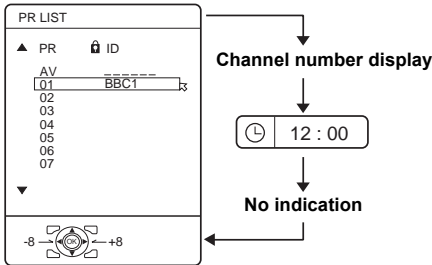 PR LIST
PR ID
AV _ _ _ _ _ _
01 BBC1
02
03
04
05
06
07
-8 OK +8
Channel number display
12 : 00
No indication